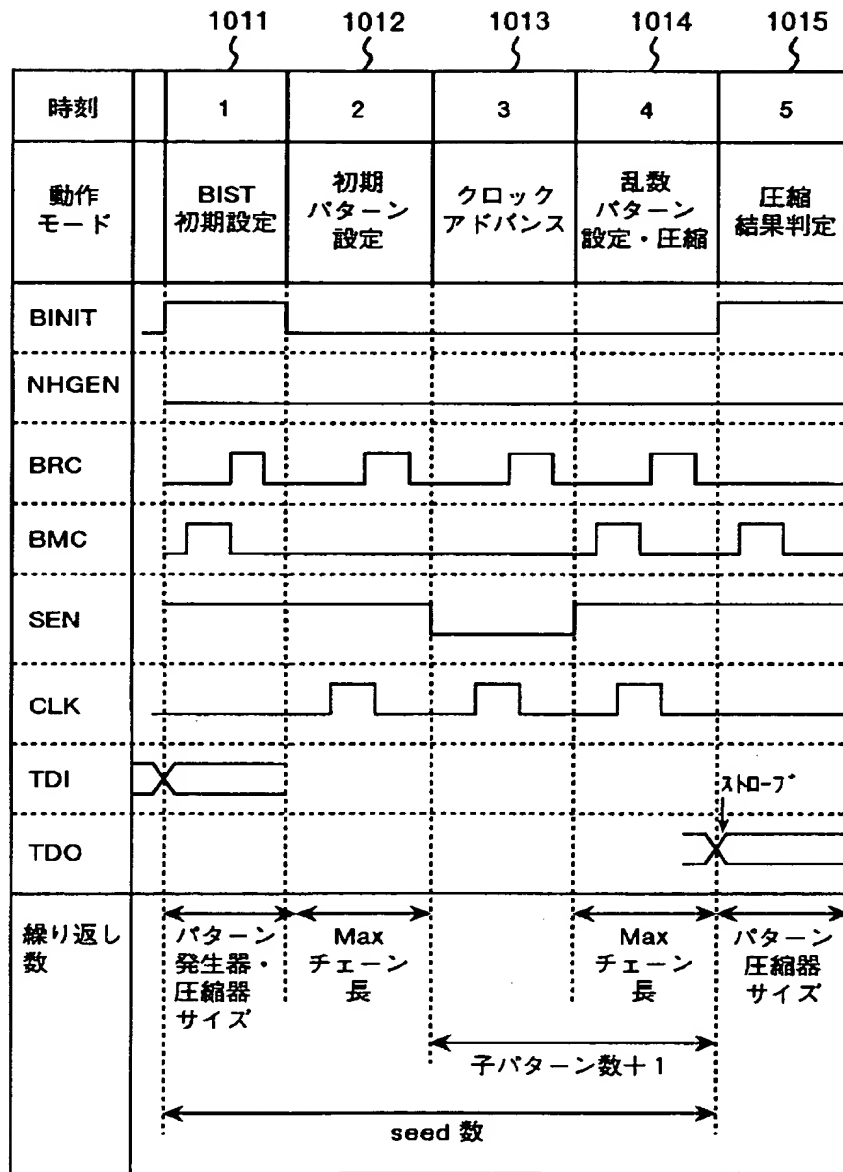 1011 1012 1013 1014 1015
時刻 1 2 3 4 5
動作
モード
BIST
初期設定
初期
パターン
設定
クロック
アドバンス
乱数
パターン
設定・圧縮
圧縮
結果判定
BINIT
NHGEN
BRC
BMC
SEN
CLK
TDI
ストローブ
TDO
繰り返し
数
パターン
発生器・
圧縮器
サイズ
Max
チェーン
長
Max
チェーン
長
パターン
圧縮器
サイズ
子パターン数+1
seed 数